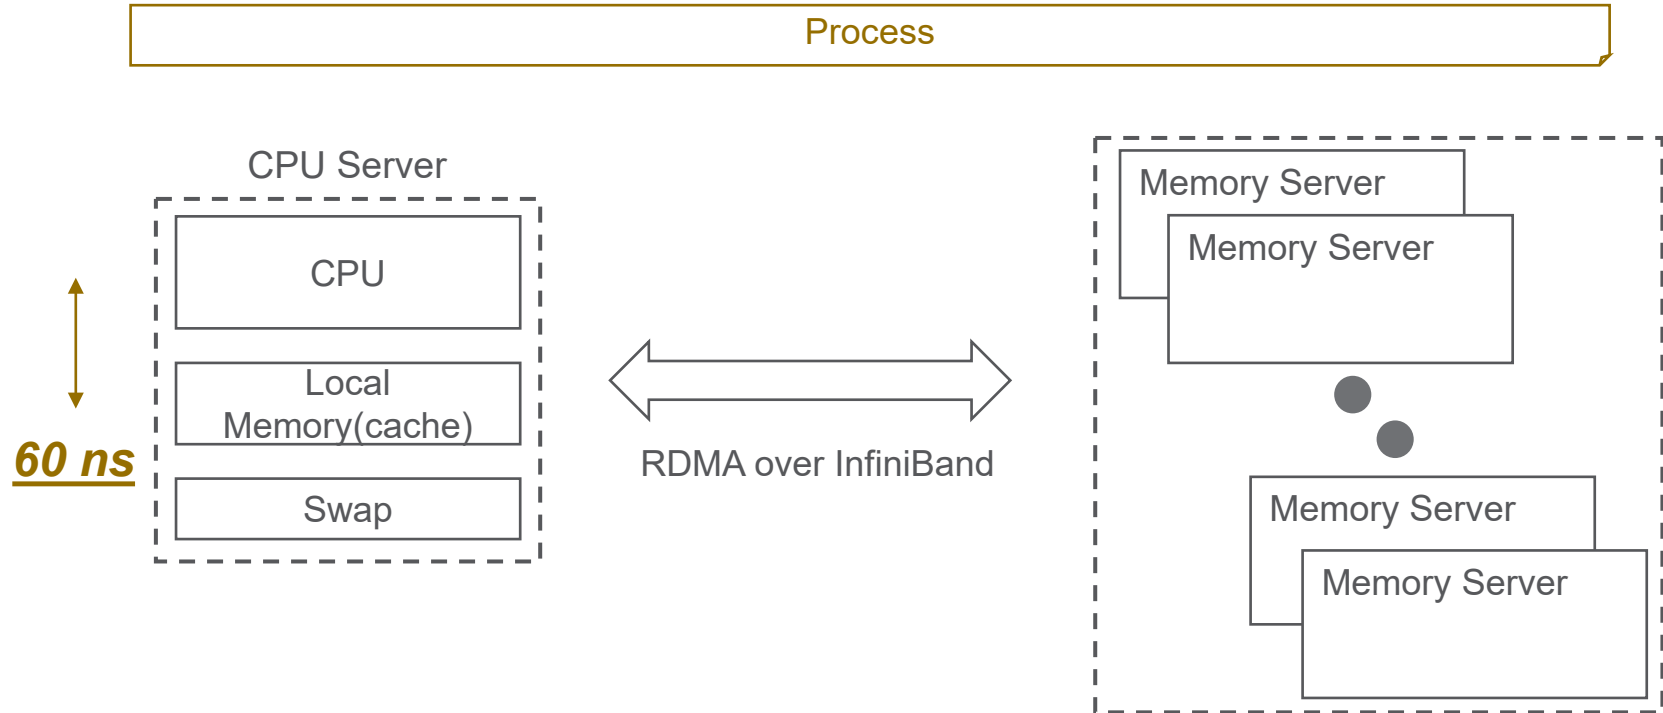 Process
CPU Server
CPU
Local
Memory(cache)
Swap
60 ns
RDMA over InfiniBand
Memory Server
Memory Server
Memory Server
Memory Server